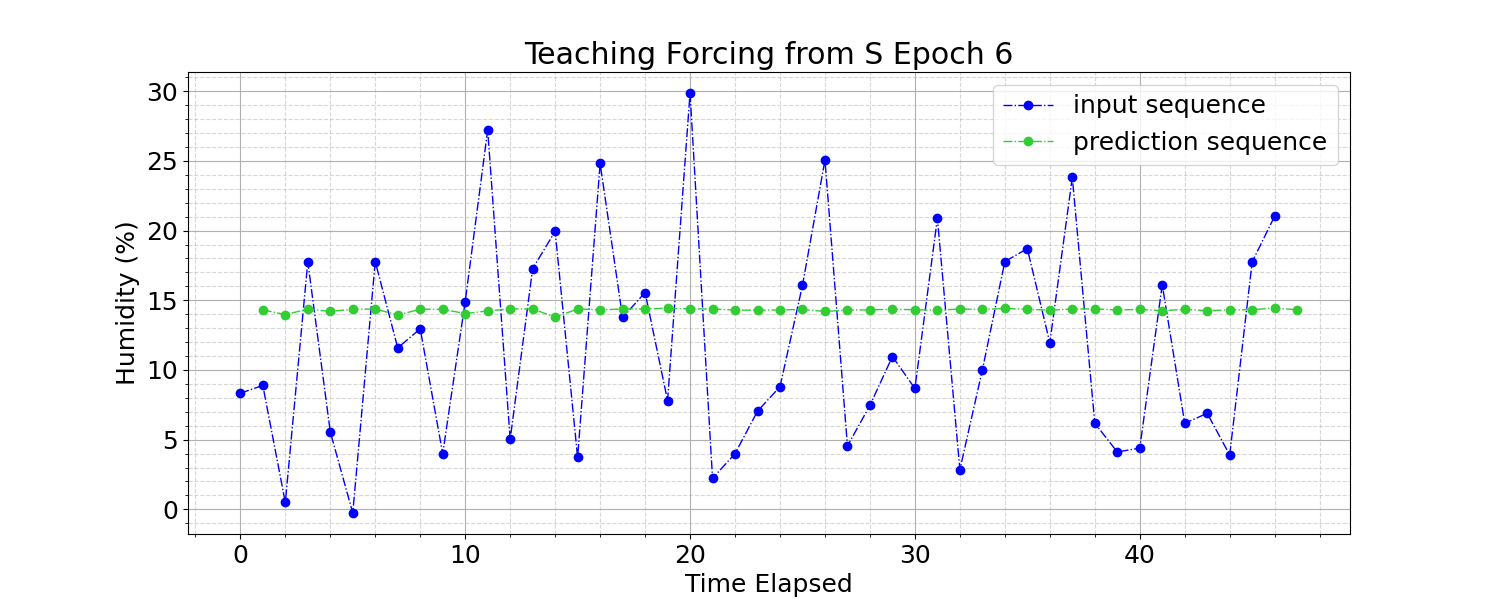 Teaching Forcing from S Epoch 6
input sequence
prediction sequence
Humidity (%)
30
25
20
15
10
5
0
0 10 20 30 40
Time Elapsed